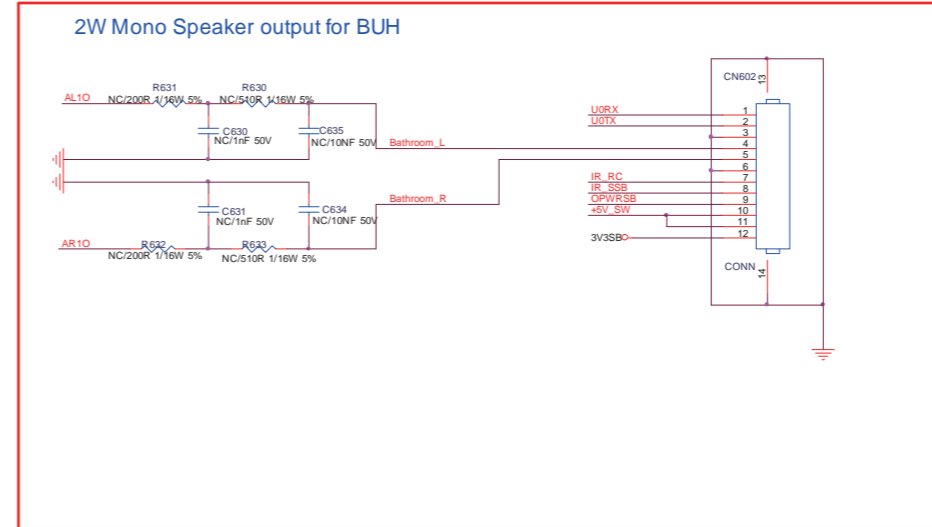 2W Mono Speaker output for BUH
AL1O
R631
NC/200R 1/16W 5%
R630
NC/510R 1/16W 5%
C630
NC/1nF 50V
C635
NC/10NF 50V
Bathroom_L
C631
NC/1nF 50V
C634
NC/10NF 50V
Bathroom_R
AR1O
R632
NC/200R 1/16W 5%
R633
NC/510R 1/16W 5%
CN602
13
U0RX
1
U0TX
2
3
4
5
6
IR_RC
7
IR_SSB
8
OPWRSB
9
+5V_SW
10
11
3V3SB
12
CONN
14